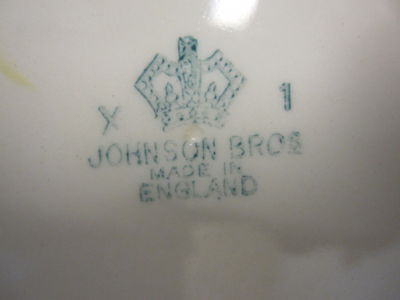 X 1
JOHNSON BROS
MADE IN
ENGLAND